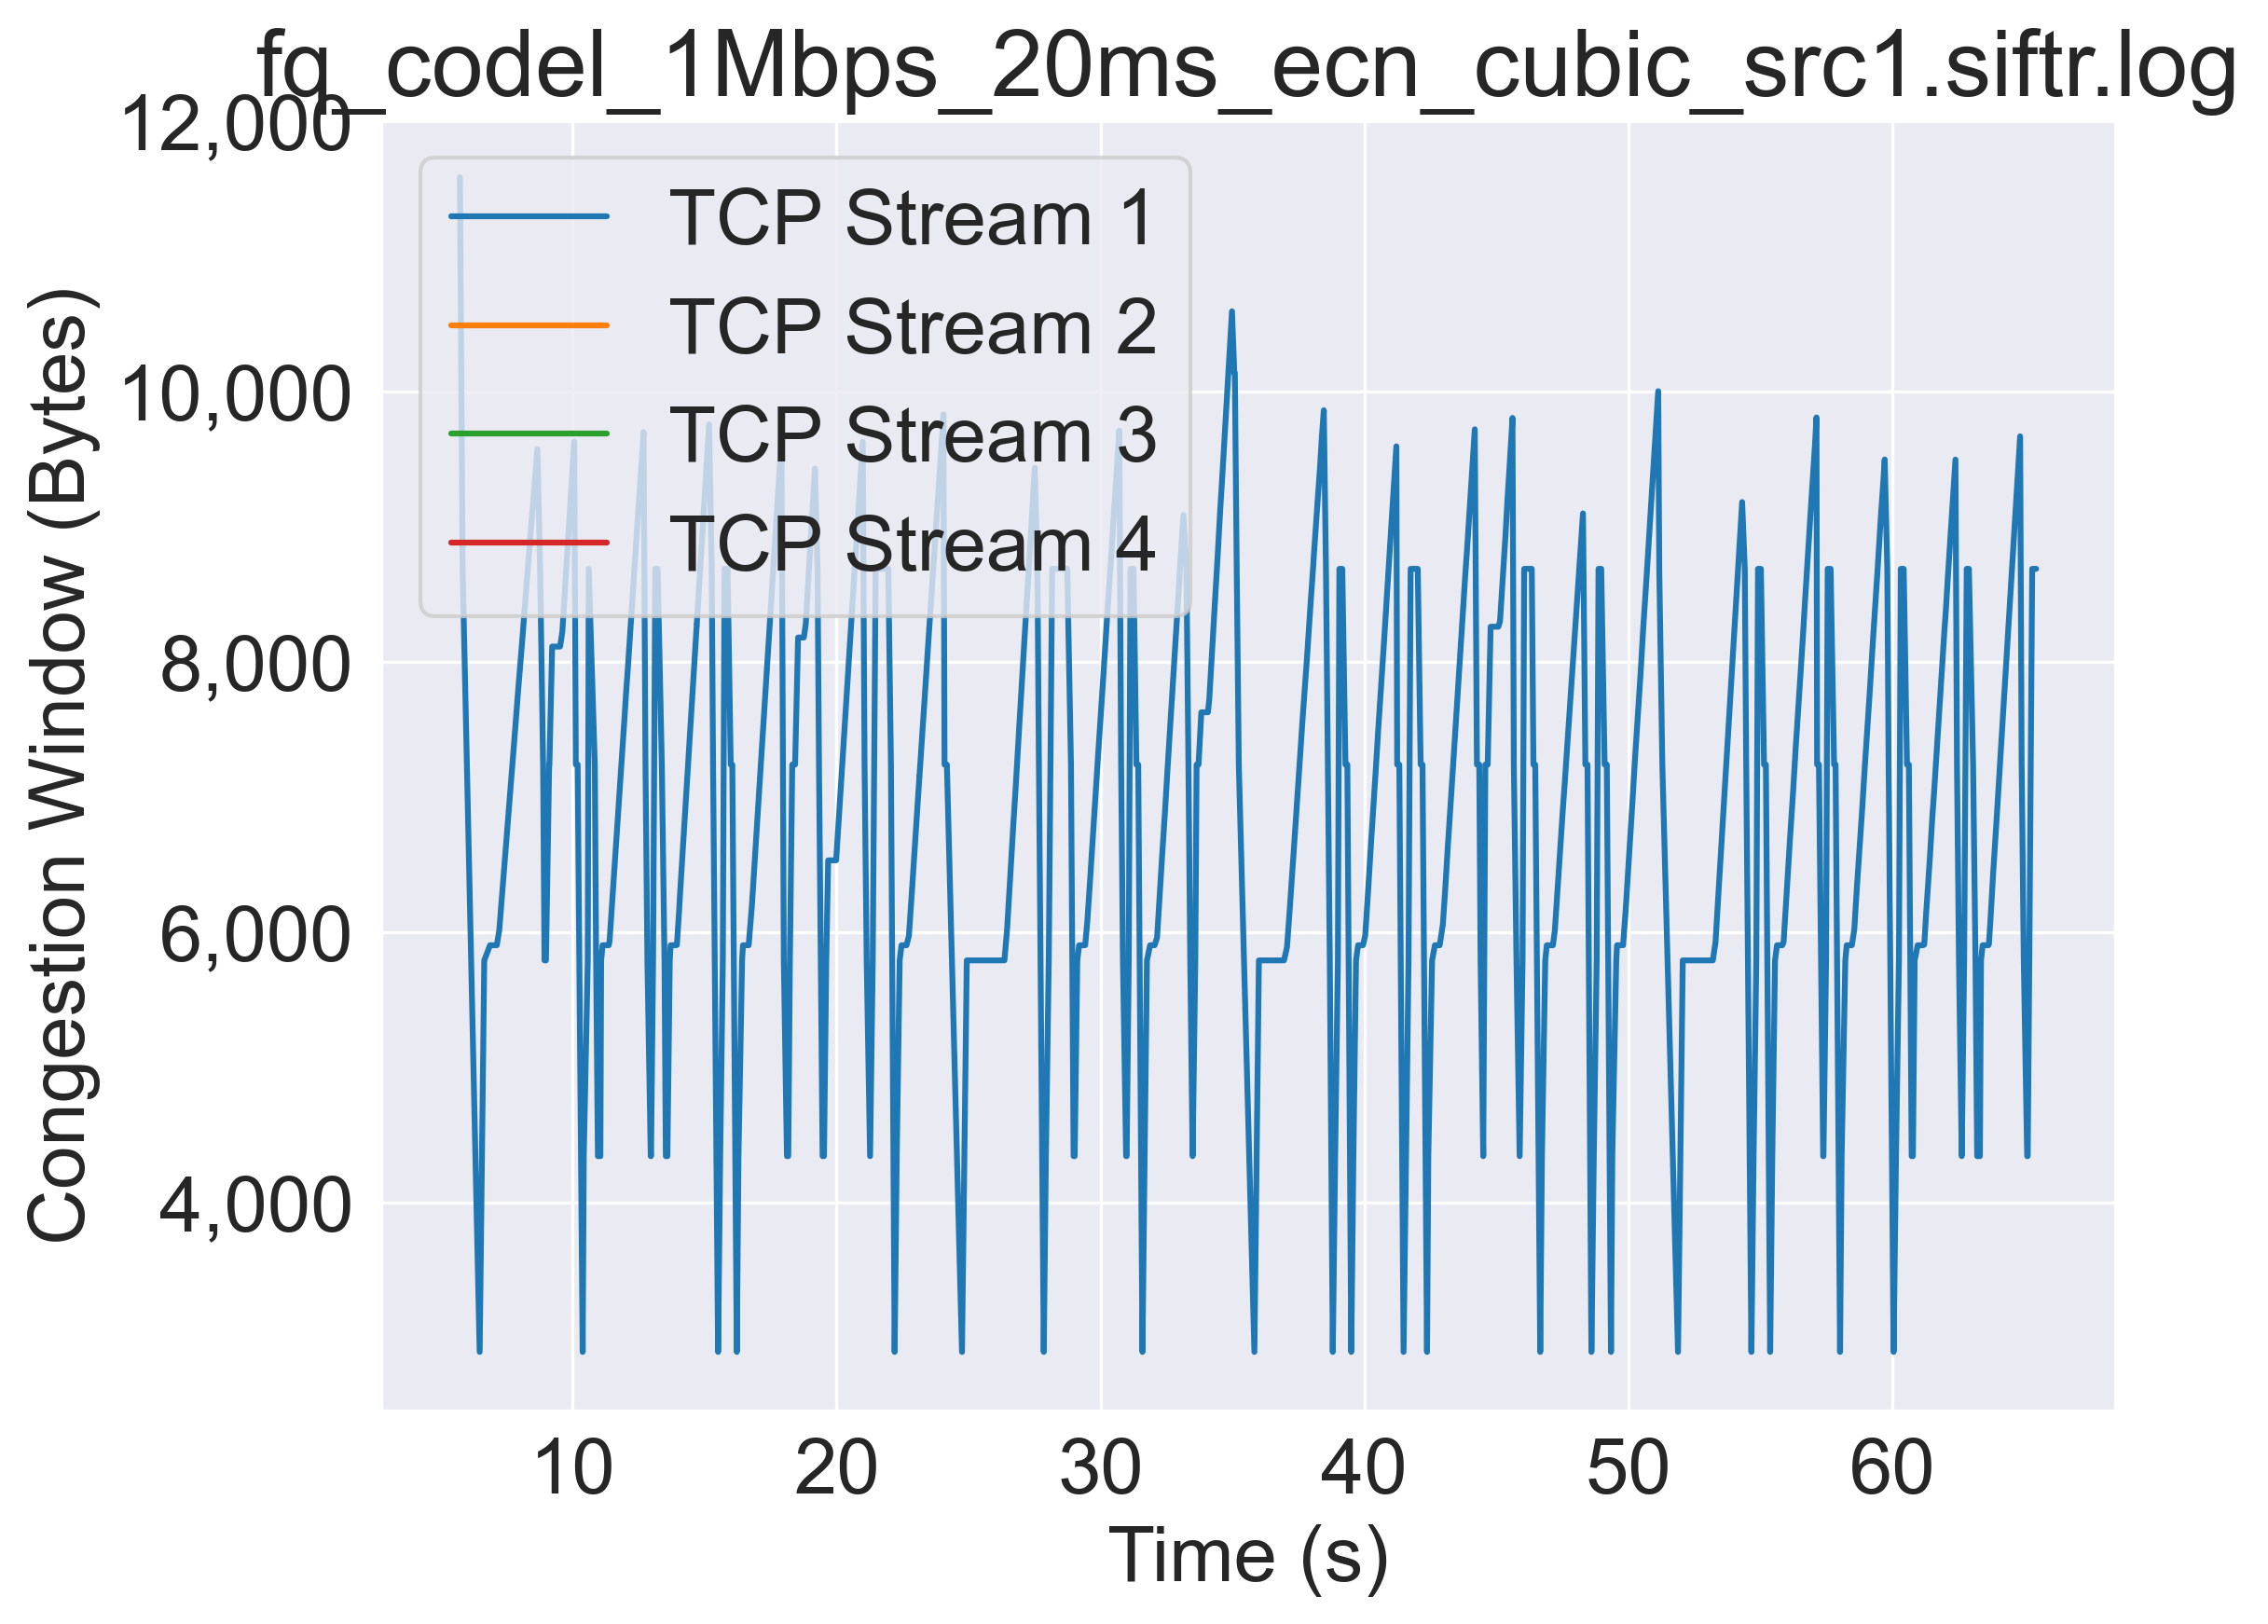 fq_codel_1Mbps_20ms_ecn_cubic_src1.siftr.log
12,000
10,000
8,000
6,000
4,000
Congestion Window (Bytes)
TCP Stream 1
TCP Stream 2
TCP Stream 3
TCP Stream 4
10 20 30 40 50 60
Time (s)